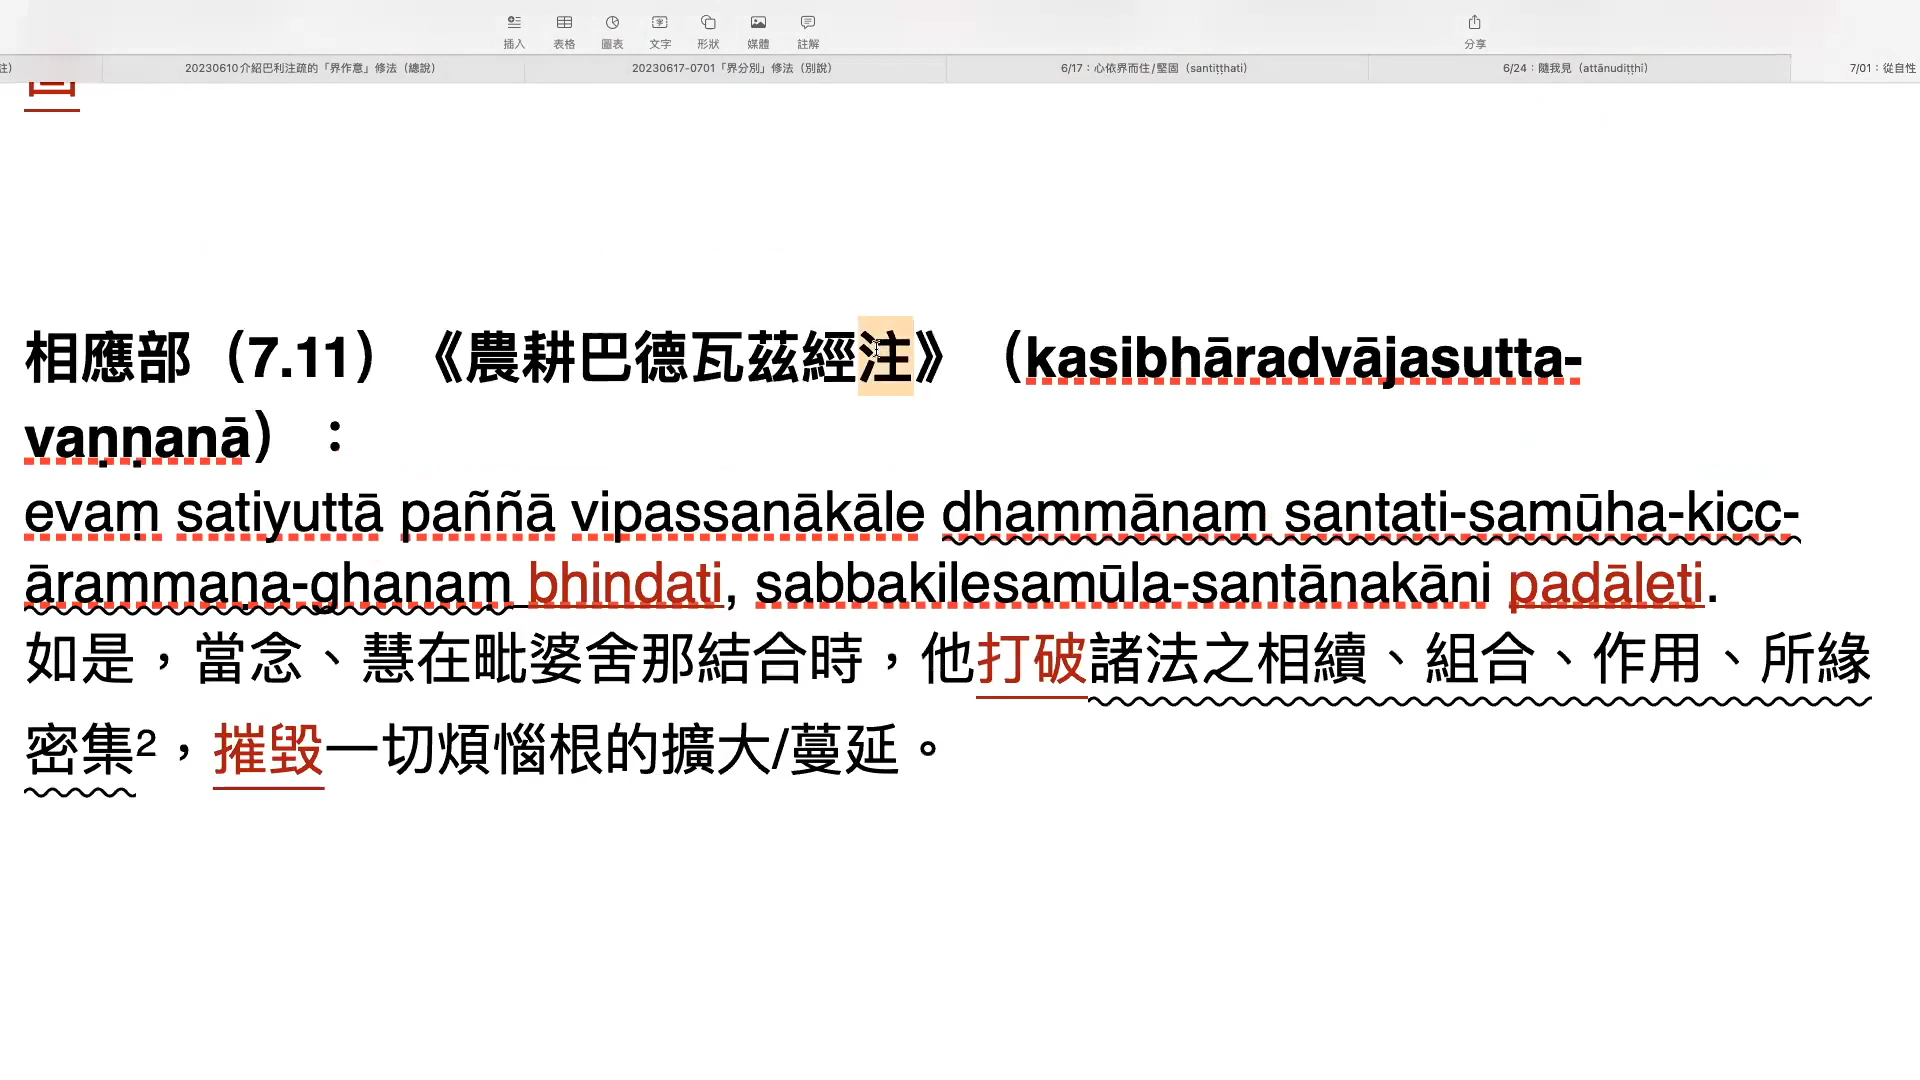 插入 表格 圖表 文字 形狀 媒體 註解 分享
註） 20230610介紹巴利注疏的「界作意」修法（總說） 20230617-0701「界分別」修法（別說） 6/17：心依界而住/堅固（santiṭṭhati） 6/24：隨我見（attānudiṭṭhi） 7/01：從自性
相應部（7.11）《農耕巴德瓦茲經注》（kasibhāradvājasutta-
vaṇṇanā）：
evaṃ satiyuttā paññā vipassanākāle dhammānaṃ santati-samūha-kicc-
ārammaṇa-ghanaṃ bhindati, sabbakilesamūla-santānakāni padāleti.
如是，當念、慧在毗婆舍那結合時，他打破諸法之相續、組合、作用、所緣
密集2，摧毀一切煩惱根的擴大/蔓延。